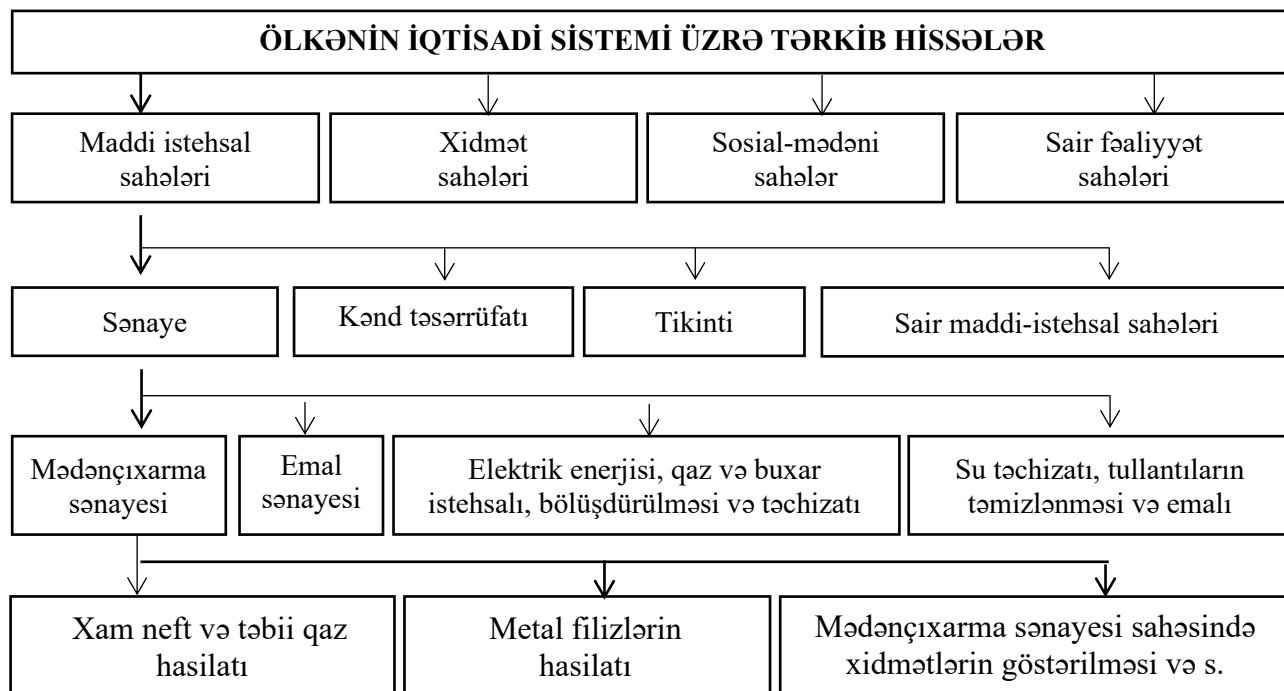 ÖLKƏNİN İQTİSADİ SİSTEMİ ÜZRƏ TƏRKİB HİSSƏLƏR
Maddi istehsal
sahələri
Xidmət
sahələri
Sosial-mədəni
sahələr
Sair fəaliyyət
sahələri
Sənaye
Kənd təsərrüfatı
Tikinti
Sair maddi-istehsal sahələri
Mədənçıxarma
sənayesi
Emal
sənayesi
Elektrik enerjisi, qaz və buxar
istehsalı, bölüşdürülməsi və təchizatı
Su təchizatı, tullantıların
təmizlənməsi və emalı
Xam neft və təbii qaz
hasilatı
Metal filizlərin
hasilatı
Mədənçıxarma sənayesi sahəsində
xidmətlərin göstərilməsi və s.